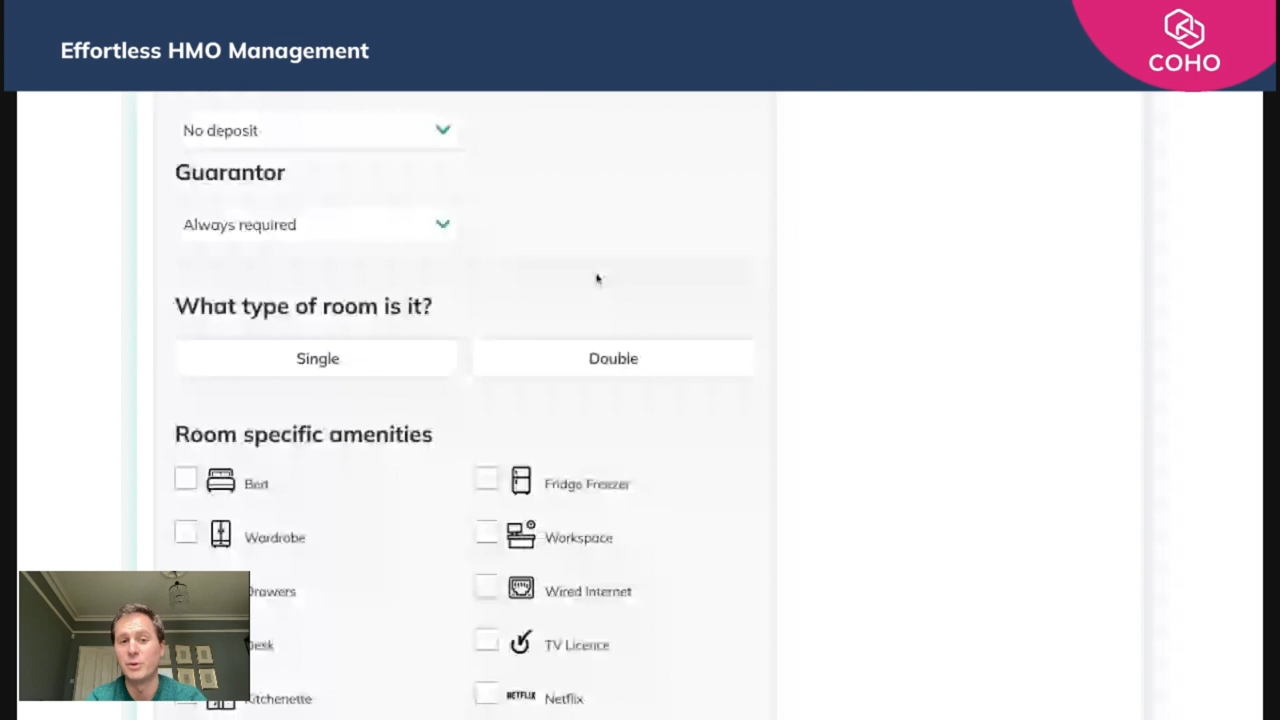 Effortless HMO Management
COHO
No deposit
Guarantor
Always required
What type of room is it?
Single Double
Room specific amenities
Bed Fridge Freezer
Wardrobe Workspace
Drawers Wired Internet
Desk TV Licence
Kitchenette NETFLIX Netflix